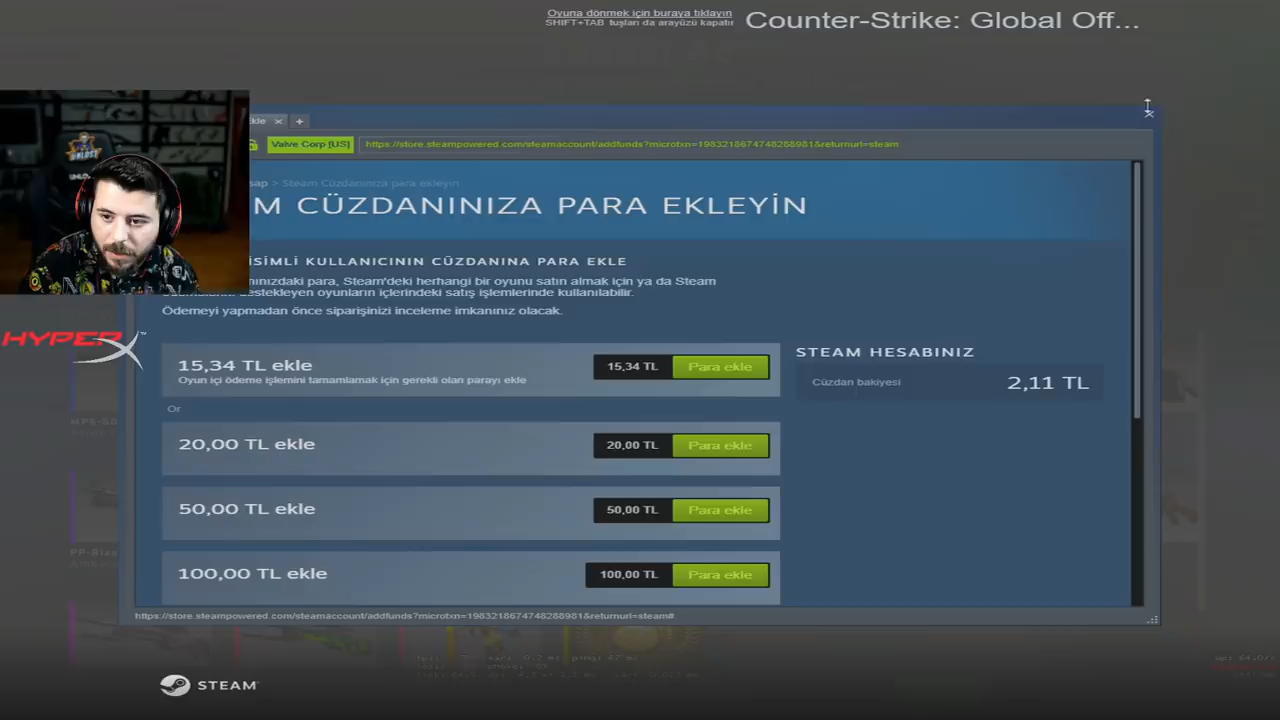 Oyuna dönmek için buraya tıklayın
SHIFT+TAB tuşları da arayüzü kapatır
Counter-Strike: Global Off...
ekle × +
Valve Corp [US]
https://store.steampowered.com/steamaccount/addfunds?microtxn=1983218674748288981&returnurl=steam
sap > Steam Cüzdanınıza para ekleyin
M CÜZDANINIZA PARA EKLEYİN
İSİMLİ KULLANICININ CÜZDANINA PARA EKLE
nınızdaki para, Steam'deki herhangi bir oyunu satın almak için ya da Steam
destekleyen oyunların içlerindeki satış işlemlerinde kullanılabilir.
Ödemeyi yapmadan önce siparişinizi inceleme imkanınız olacak.
HYPERX™
15,34 TL ekle
Oyun içi ödeme işlemini tamamlamak için gerekli olan parayı ekle
15,34 TL Para ekle
STEAM HESABINIZ
Cüzdan bakiyesi 2,11 TL
Or
20,00 TL ekle
20,00 TL Para ekle
50,00 TL ekle
50,00 TL Para ekle
100,00 TL ekle
100,00 TL Para ekle
https://store.steampowered.com/steamaccount/addfunds?microtxn=1983218674748288981&returnurl=steam#
STEAM